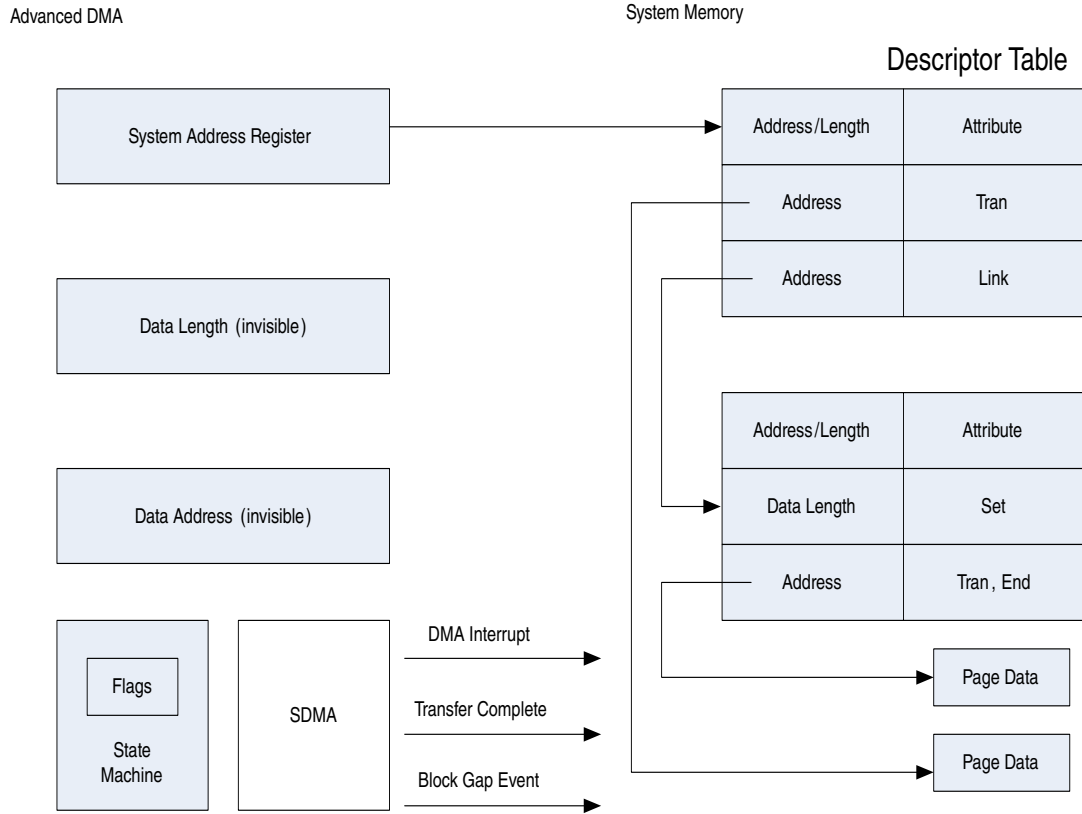 Advanced DMA
System Memory
Descriptor Table
System Address Register
Address/Length
Attribute
Address
Tran
Address
Link
Data Length (invisible)
Address/Length
Attribute
Data Address (invisible)
Data Length
Set
Address
Tran, End
Flags
State
Machine
SDMA
DMA Interrupt
Transfer Complete
Block Gap Event
Page Data
Page Data